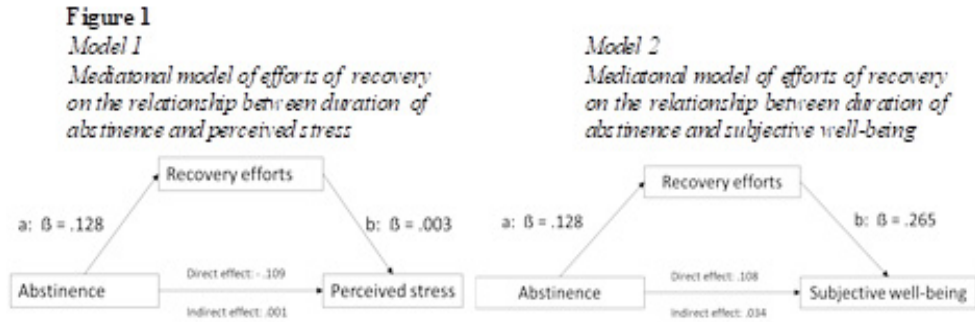 Figure 1
Model 1
Mediatonal model of efforts of recovery
on the relationship between duration of
abstinence and perceived stress
Recovery efforts
a: ß = .128
b: ß = .003
Direct effect: - .109
Abstinence
Perceived stress
Indirect effect: .001
Model 2
Mediatonal model of efforts of recovery
on the relationship between duration of
abstinence and subjective well-being
Recovery efforts
a: ß = .128
b: ß = .265
Direct effect: .108
Abstinence
Subjective well-being
Indirect effect: .034